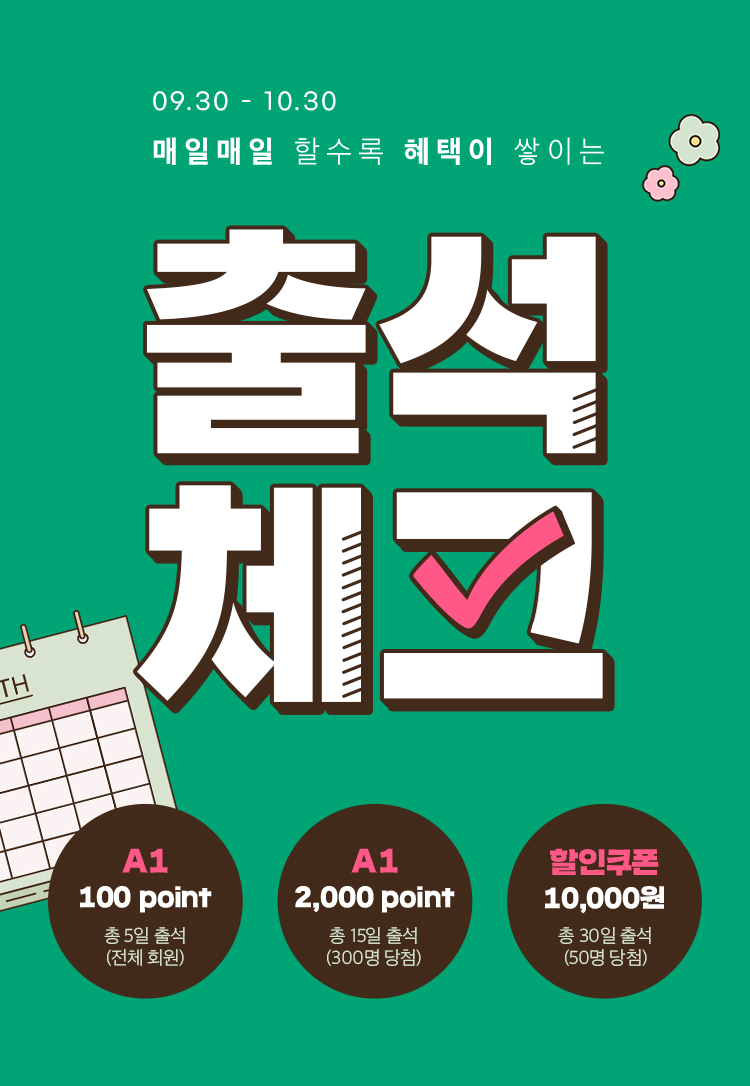 09.30 - 10.30
매일매일 할수록 혜택이 쌓이는
출석
체크
TH
A1
100 point
총 5일 출석
(전체 회원)
A1
2,000 point
총 15일 출석
(300명 당첨)
할인쿠폰
10,000원
총 30일 출석
(50명 당첨)